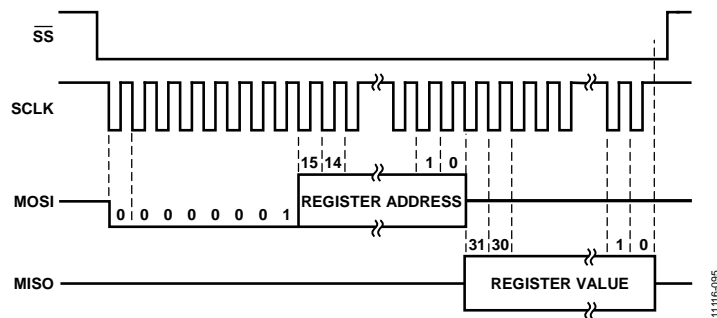 SS
SCLK
15 14 1 0
MOSI 0 0 0 0 0 0 0 1 REGISTER ADDRESS
31 30 1 0
MISO REGISTER VALUE
11116-095